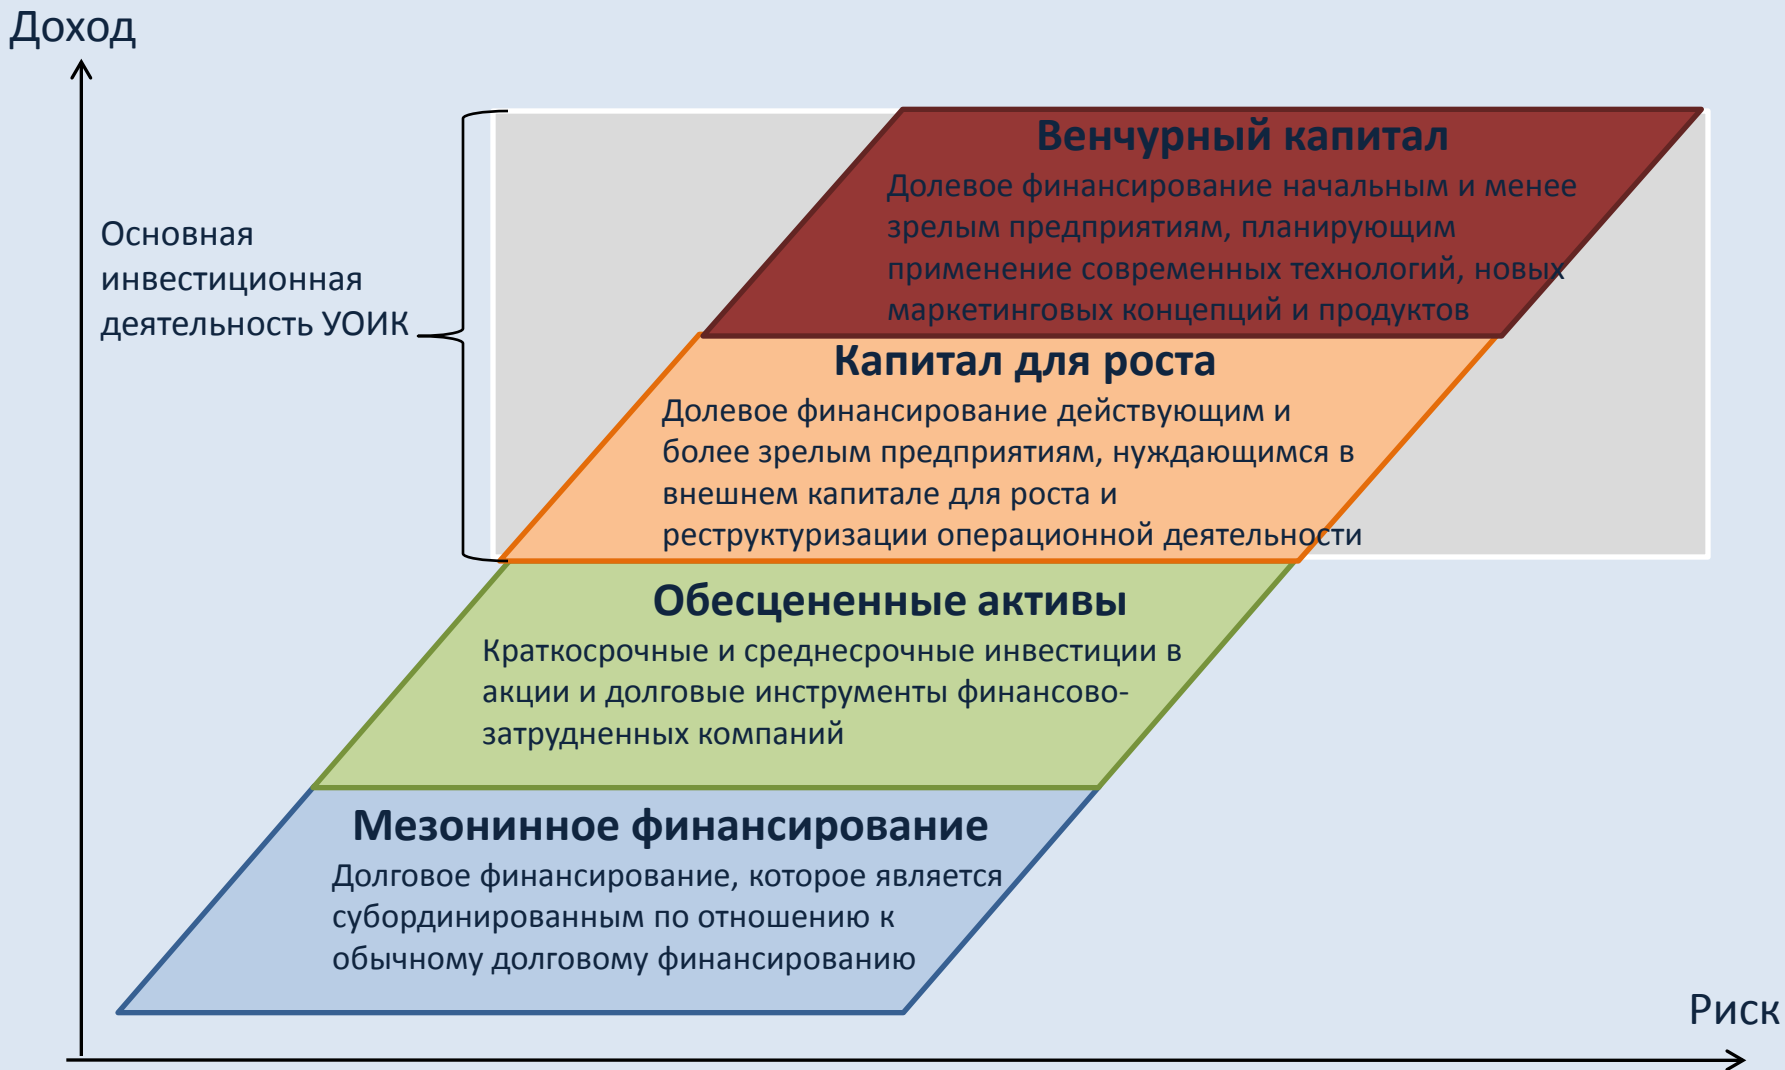 Доход
Венчурный капитал
Долевое финансирование начальным и менее
зрелым предприятиям, планирующим
применение современных технологий, новых
маркетинговых концепций и продуктов
Основная
инвестиционная
деятельность УОИК
Капитал для роста
Долевое финансирование действующим и
более зрелым предприятиям, нуждающимся в
внешнем капитале для роста и
реструктуризации операционной деятельности
Обесцененные активы
Краткосрочные и среднесрочные инвестиции в
акции и долговые инструменты финансово-
затрудненных компаний
Мезонинное финансирование
Долговое финансирование, которое является
субординированным по отношению к
обычному долговому финансированию
Риск